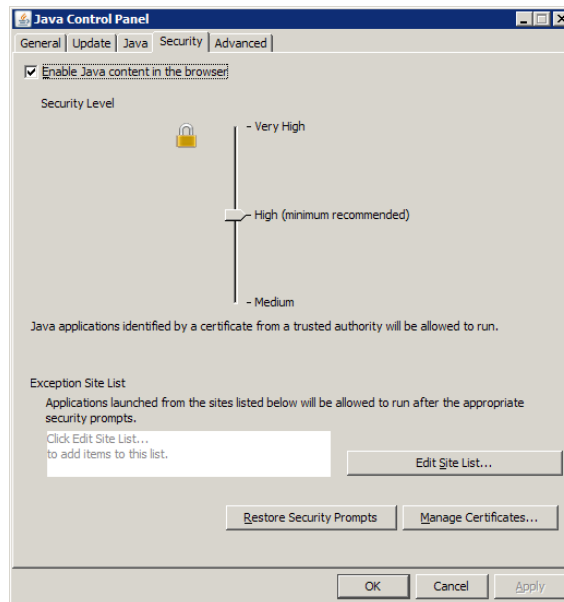 Java Control Panel
General Update Java Security Advanced
Enable Java content in the browser
Security Level
- Very High
- High (minimum recommended)
- Medium
Java applications identified by a certificate from a trusted authority will be allowed to run.
Exception Site List
Applications launched from the sites listed below will be allowed to run after the appropriate
security prompts.
Click Edit Site List...
to add items to this list.
Edit Site List...
Restore Security Prompts Manage Certificates...
OK Cancel Apply